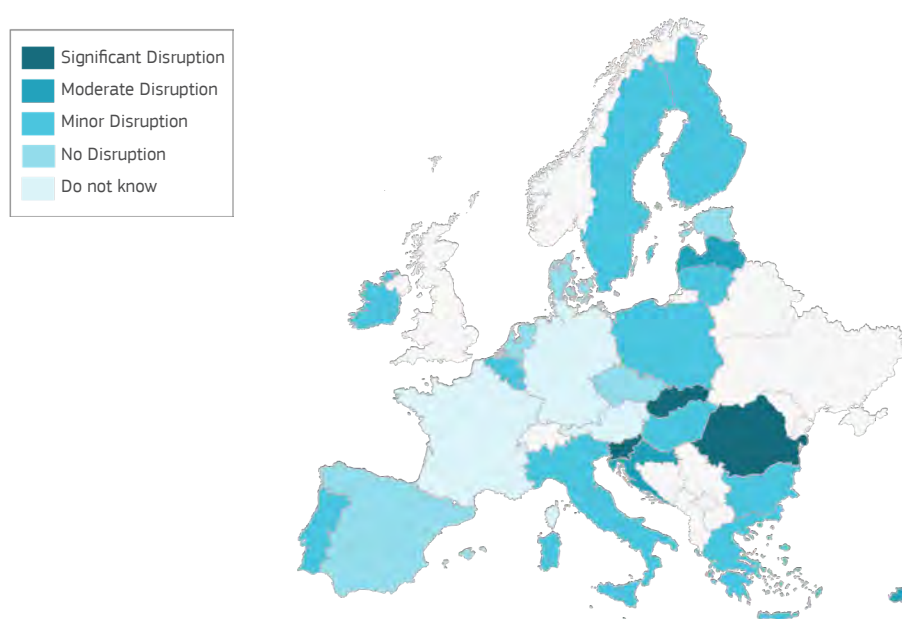 Significant Disruption
Moderate Disruption
Minor Disruption
No Disruption
Do not know